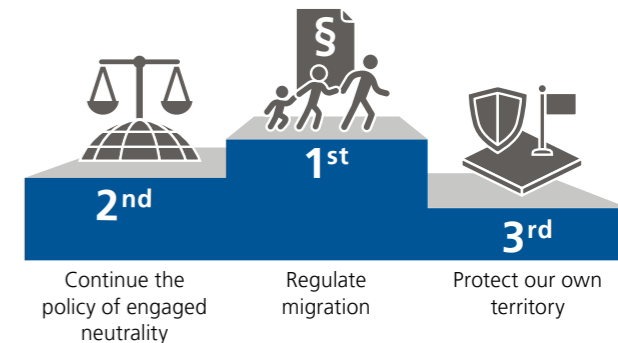 §
1st
2nd
3rd
Continue the
policy of engaged
neutrality
Regulate
migration
Protect our own
territory